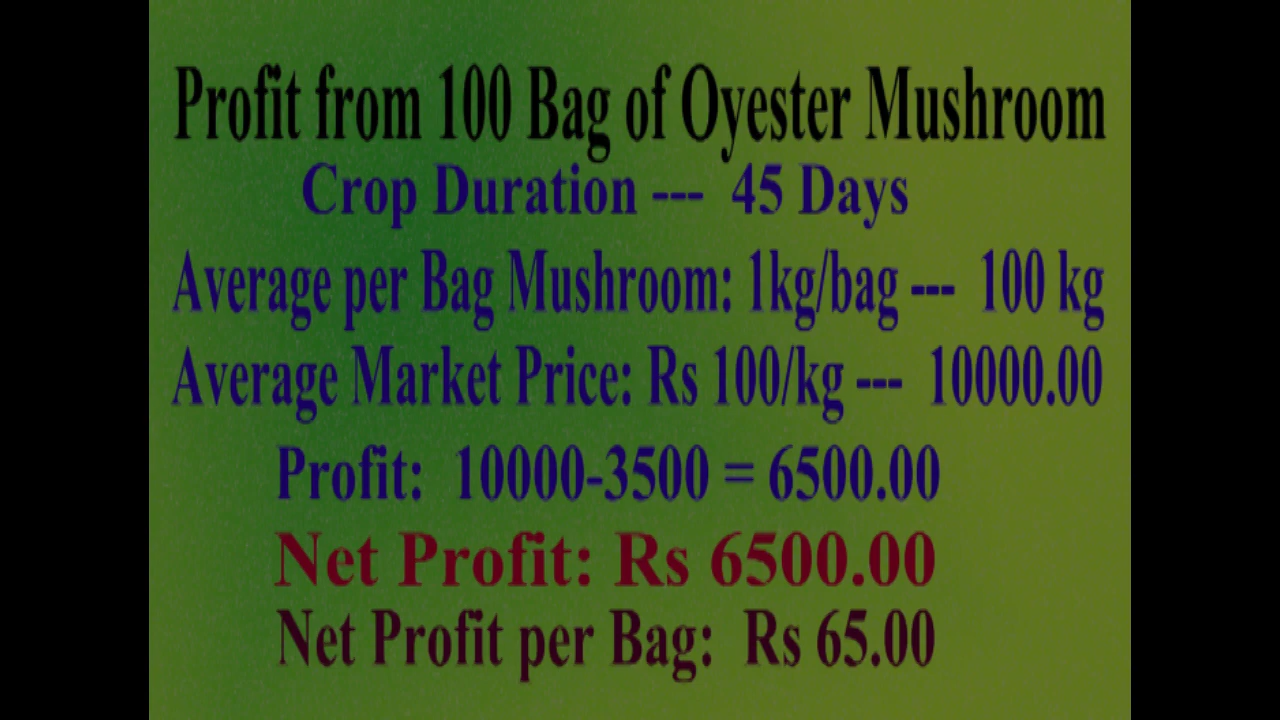 Profit from 100 Bag of Oyester Mushroom
Crop Duration --- 45 Days
Average per Bag Mushroom: 1kg/bag --- 100 kg
Average Market Price: Rs 100/kg --- 10000.00
Profit: 10000-3500 = 6500.00
Net Profit: Rs 6500.00
Net Profit per Bag: Rs 65.00